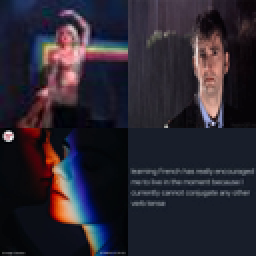 learning French has really encouraged
me to live in the moment because I
currently cannot conjugate any other
verb tense